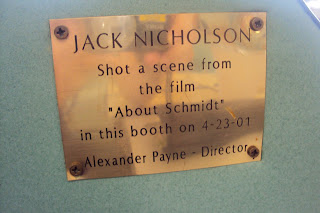 JACK NICHOLSON
Shot a scene from
the film
"About Schmidt"
in this booth on 4-23-01
Alexander Payne - Director